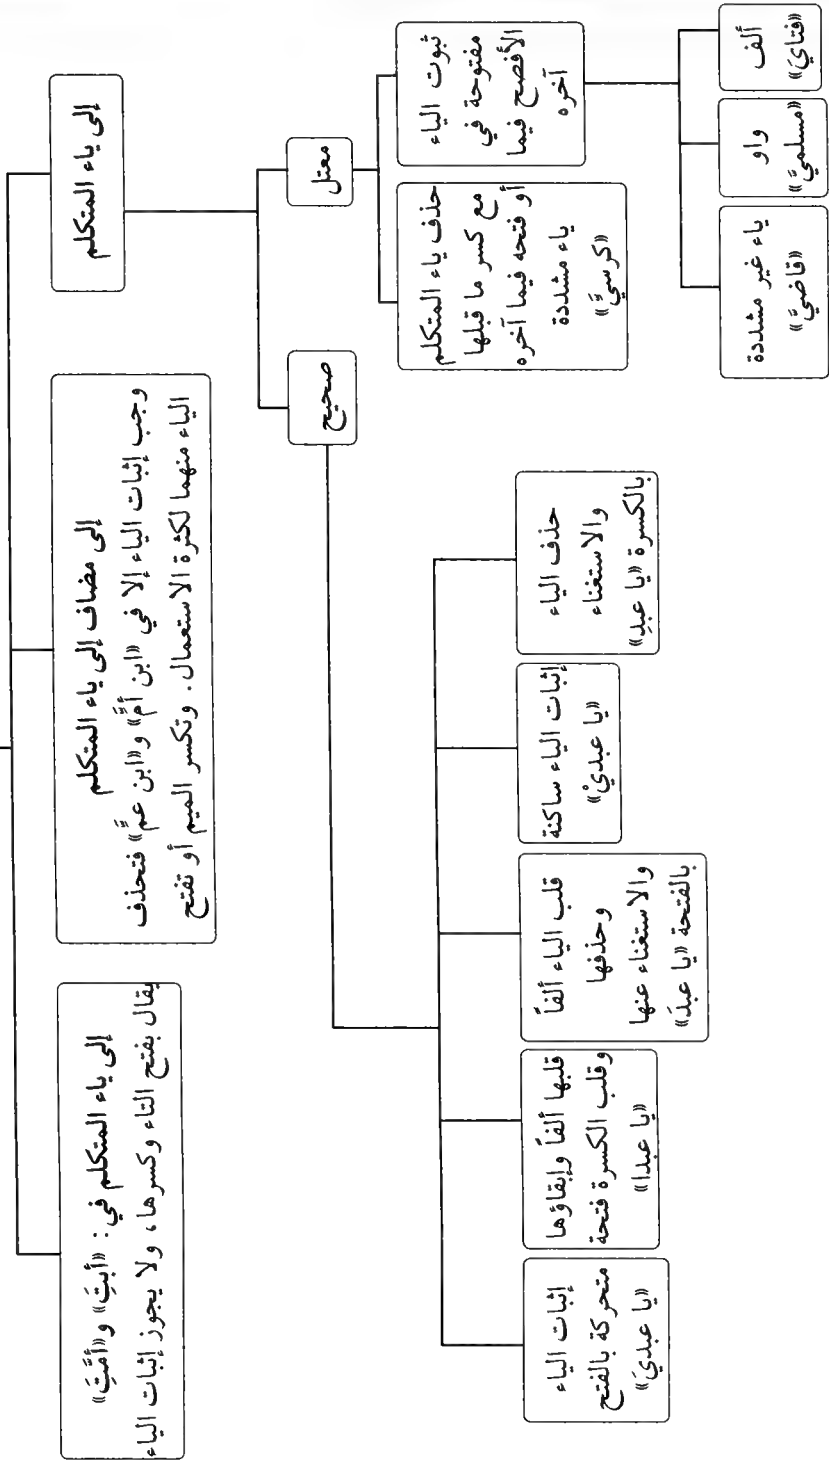 إلى ياء المتكلم
إلى مضاف إلى ياء المتكلم
وجب إثبات الياء إلا في «ابن أمَِّ» و«ابن عمَِّ» فتحذف
الياء منهما لكثرة الاستعمال. وتكسر الميم أو تفتح
إلى ياء المتكلم في: «أبتَِ» و«أمَّتَِ»
يقال بفتح التاء وكسرها، ولا يجوز إثبات الياء
معتل
صحيح
ثبوت الياء
مفتوحة في
الأفصح فيما
آخره
حذف ياء المتكلم
مع كسر ما قبلها
أو فتحه فيما آخره
ياء مشددة
«كرسيَِّ»
ألف
«فتايَ»
واو
«مسلميَّ»
ياء غير مشددة
«قاضيَّ»
حذف الياء
والاستغناء
بالكسرة «يا عبدِ»
إثبات الياء ساكنة
«يا عبديْ»
قلب الياء ألفاً
وحذفها
والاستغناء عنها
بالفتحة «يا عبدَ»
قلبها ألفاً وإبقاؤها
وقلب الكسرة فتحة
«يا عبدا»
إثبات الياء
متحركة بالفتح
«يا عبديَ»